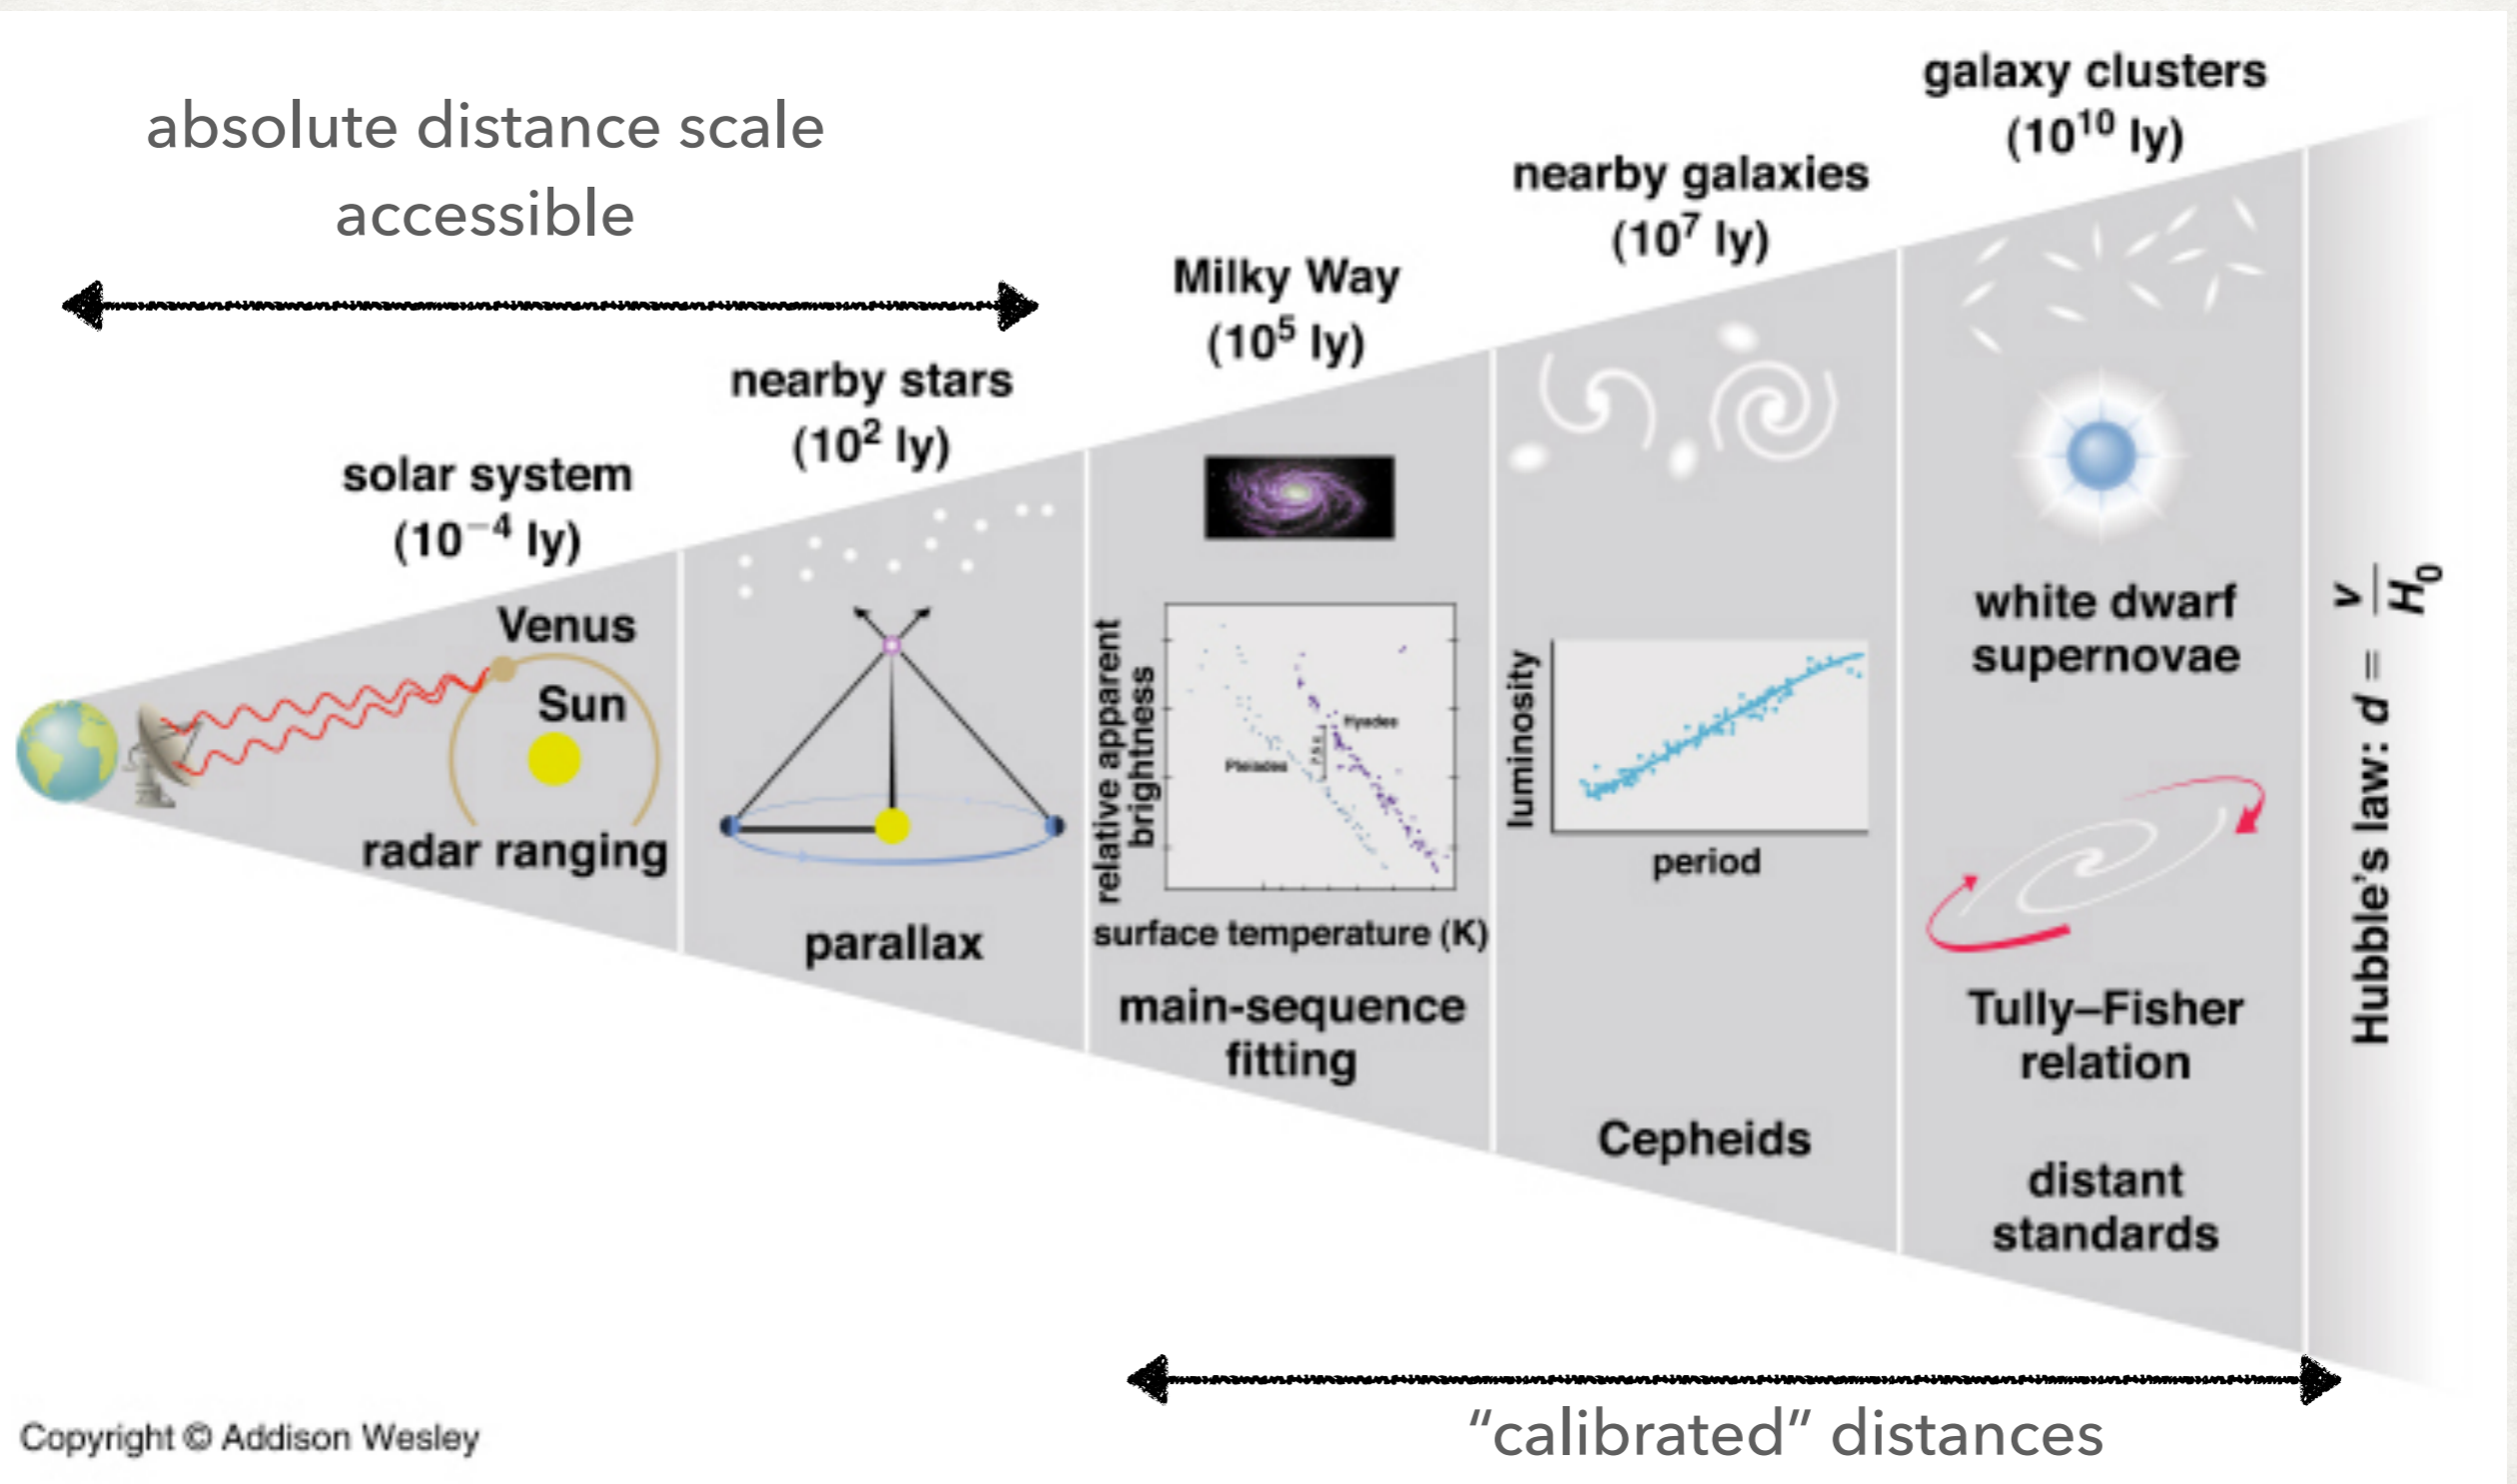 absolute distance scale
accessible
solar system
(10⁻⁴ ly)
Venus
Sun
radar ranging
nearby stars
(10² ly)
parallax
Milky Way
(10⁵ ly)
relative apparent
brightness
Hyades
Pleiades
surface temperature (K)
main-sequence
fitting
nearby galaxies
(10⁷ ly)
luminosity
period
Cepheids
galaxy clusters
(10¹⁰ ly)
white dwarf
supernovae
Tully–Fisher
relation
distant
standards
Hubble's law: d = v/H₀
“calibrated” distances
Copyright © Addison Wesley